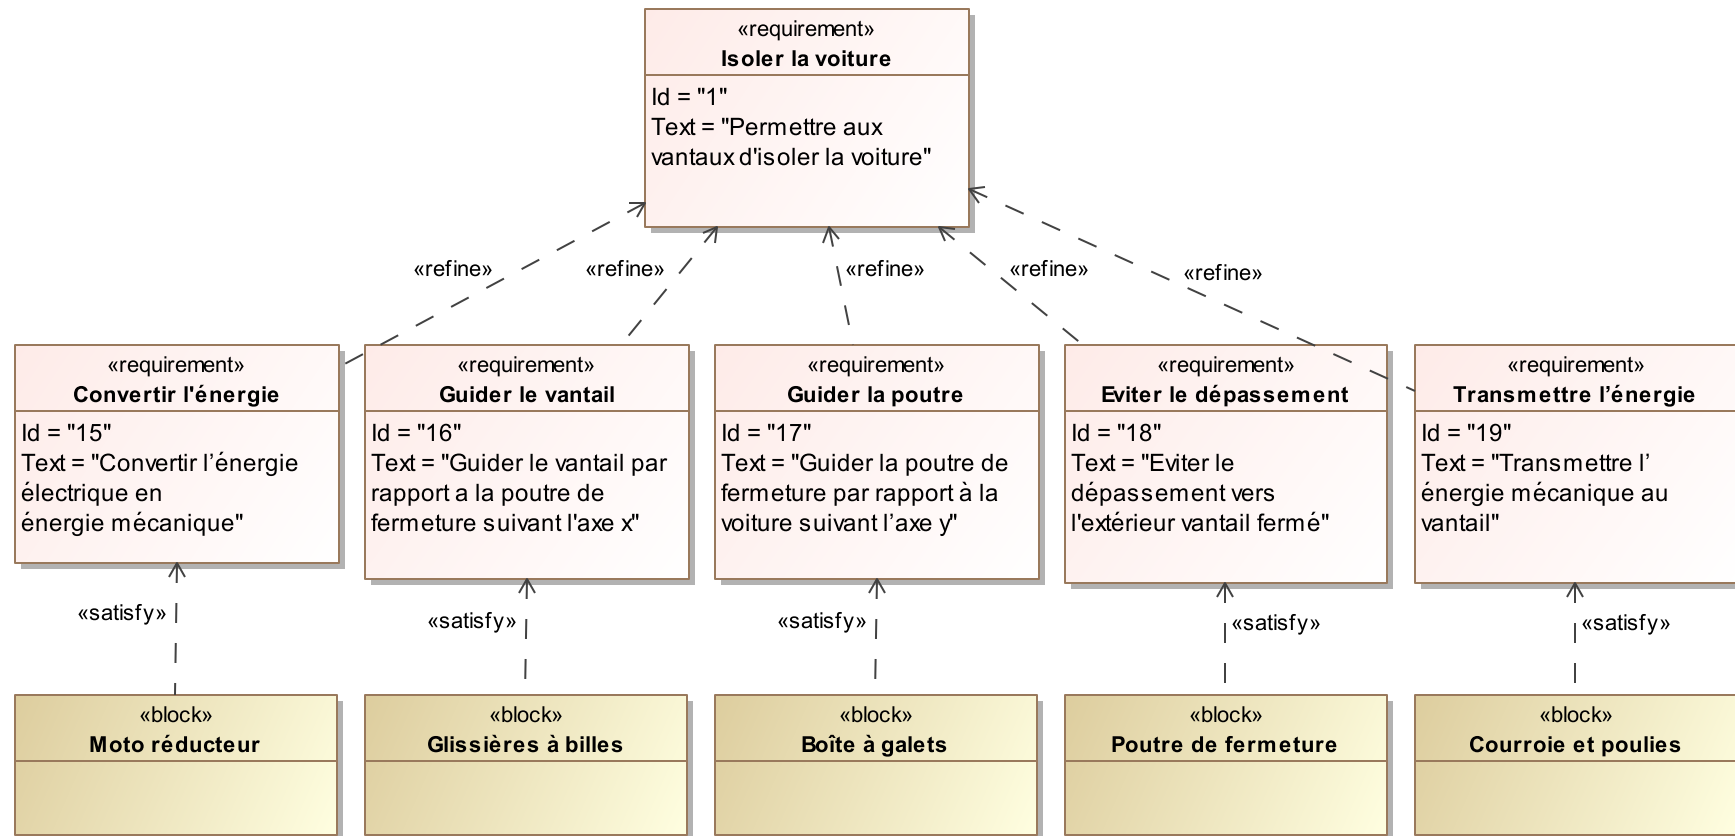 «requirement»
Isoler la voiture
Id = "1"
Text = "Permettre aux
vantaux d'isoler la voiture"
«refine»
«refine»
«refine»
«refine»
«refine»
«requirement»
Convertir l'énergie
Id = "15"
Text = "Convertir l’énergie
électrique en
énergie mécanique"
«requirement»
Guider le vantail
Id = "16"
Text = "Guider le vantail par
rapport a la poutre de
fermeture suivant l'axe x"
«requirement»
Guider la poutre
Id = "17"
Text = "Guider la poutre de
fermeture par rapport à la
voiture suivant l’axe y"
«requirement»
Eviter le dépassement
Id = "18"
Text = "Eviter le
dépassement vers
l'extérieur vantail fermé"
«requirement»
Transmettre l’énergie
Id = "19"
Text = "Transmettre l’
énergie mécanique au
vantail"
«satisfy»
«satisfy»
«satisfy»
«satisfy»
«satisfy»
«block»
Moto réducteur
«block»
Glissières à billes
«block»
Boîte à galets
«block»
Poutre de fermeture
«block»
Courroie et poulies